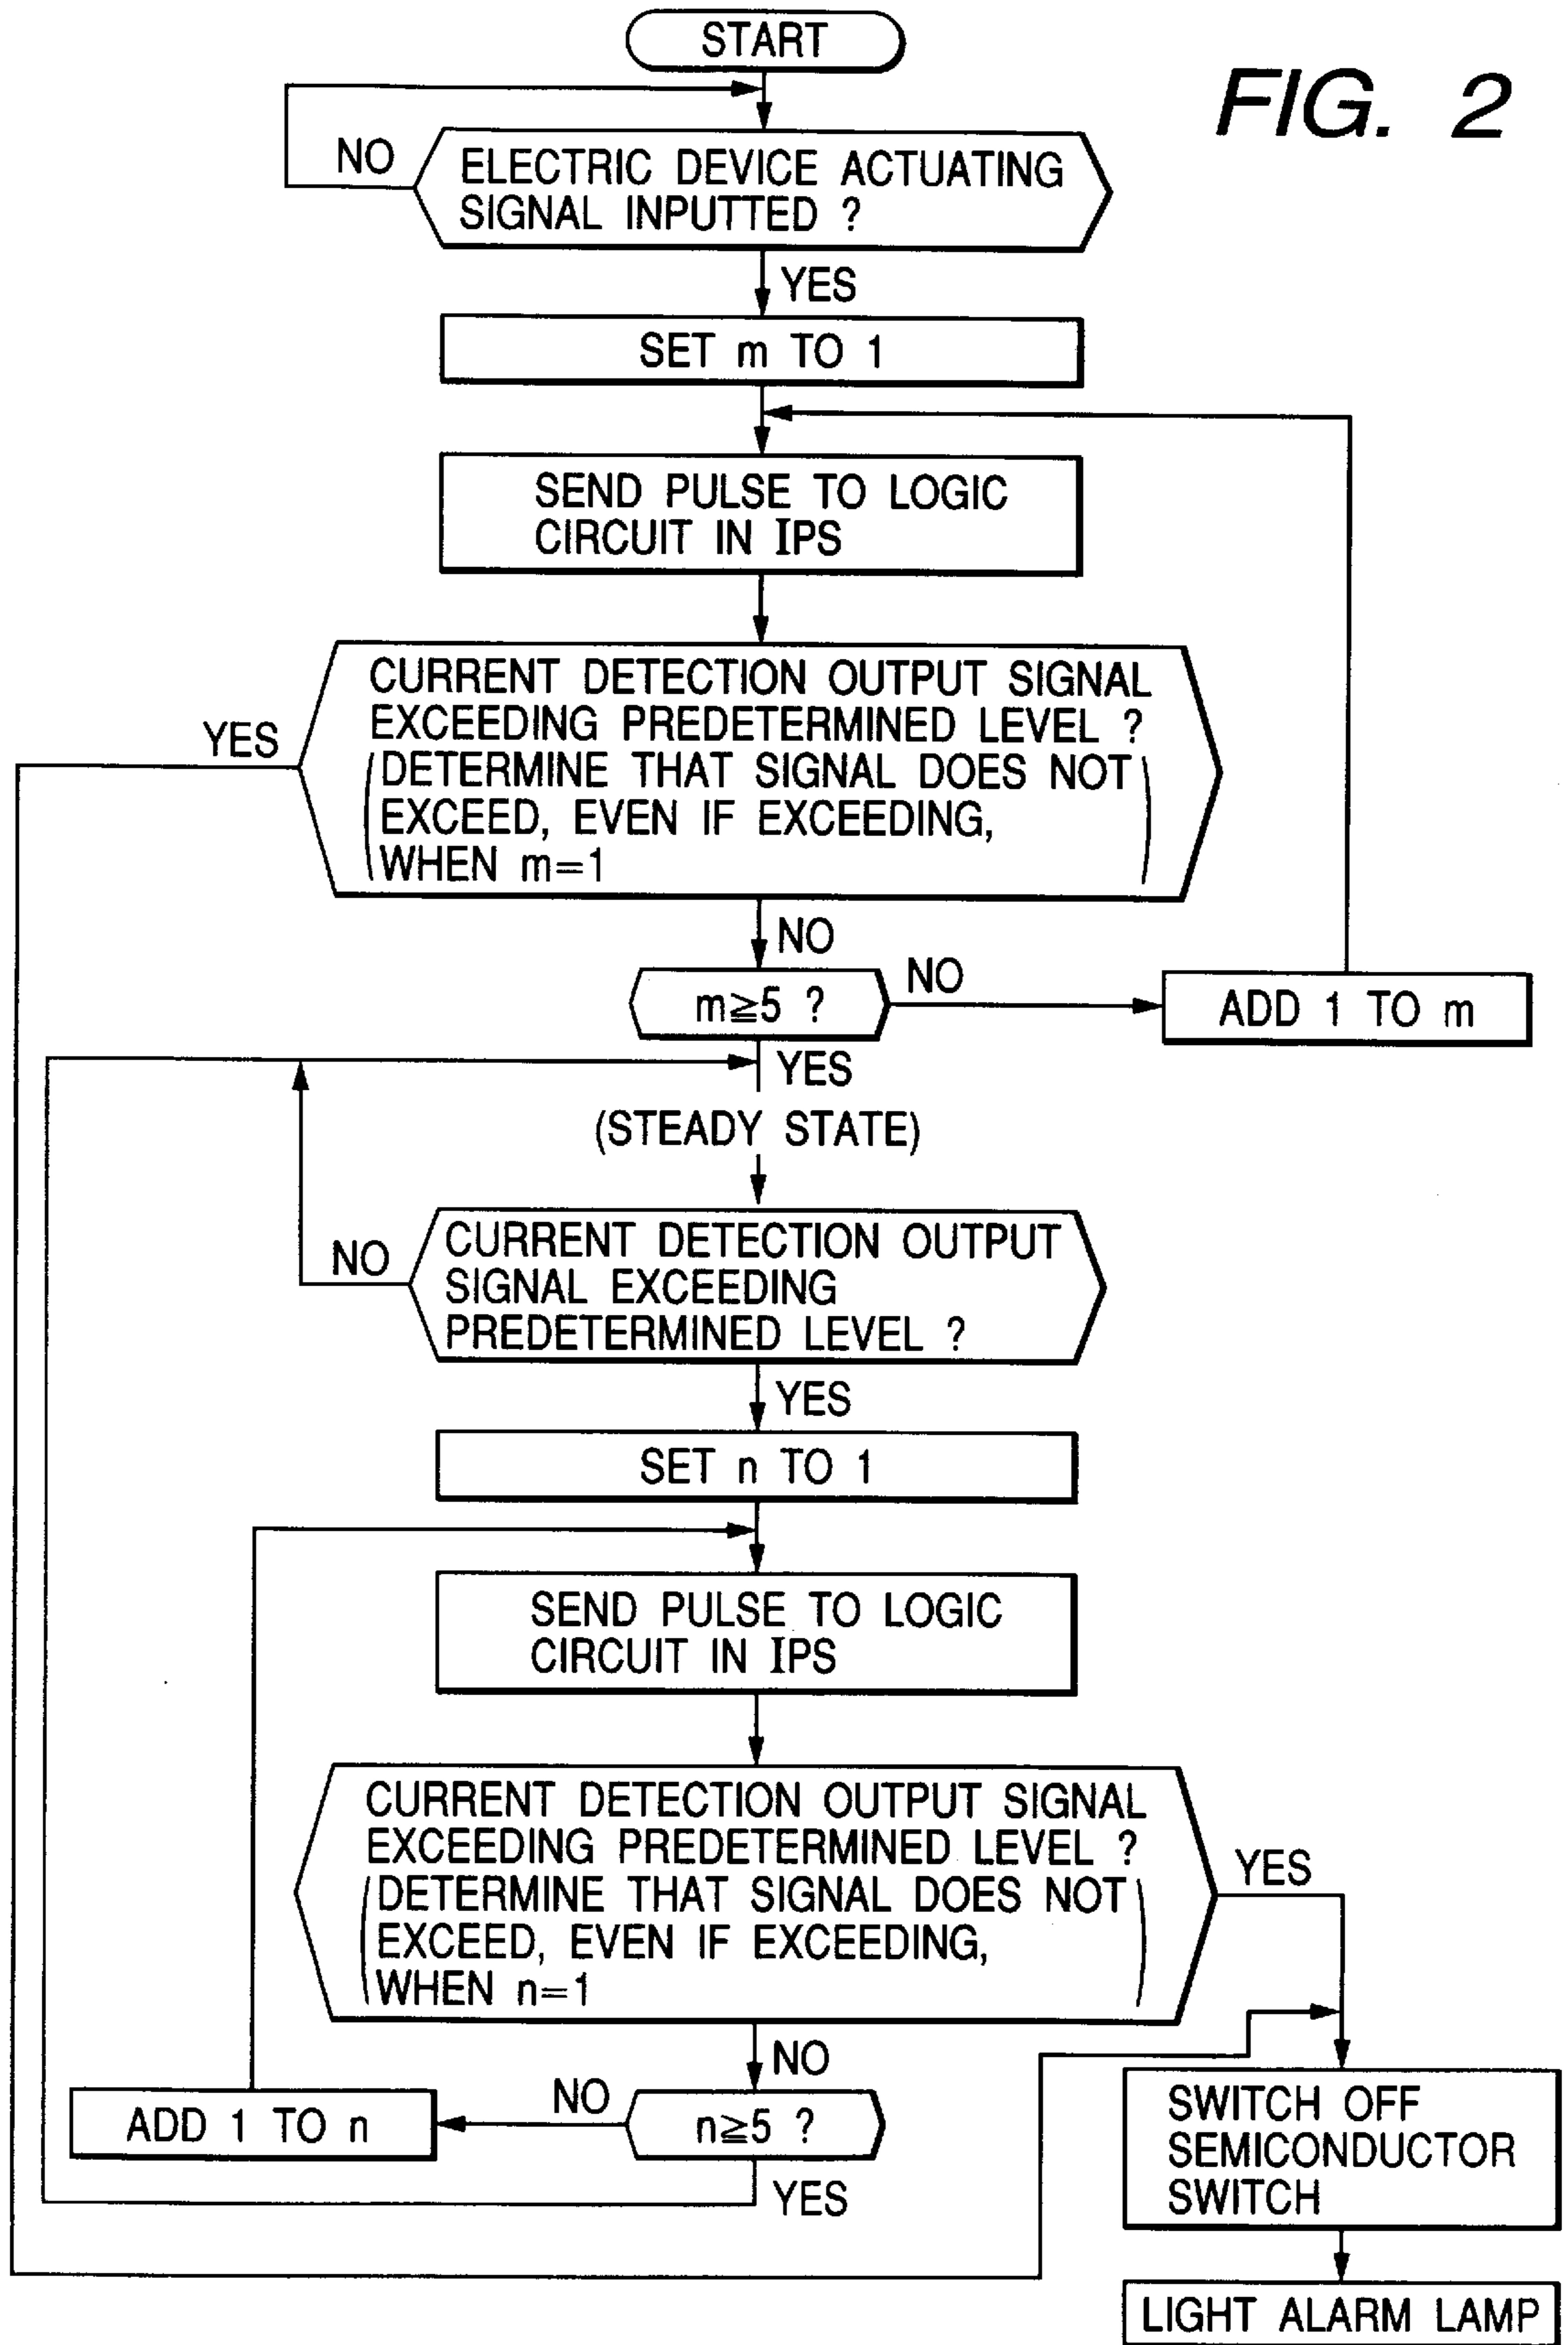 START
FIG. 2
NO
ELECTRIC DEVICE ACTUATING
SIGNAL INPUTTED ?
YES
SET m TO 1
SEND PULSE TO LOGIC
CIRCUIT IN IPS
CURRENT DETECTION OUTPUT SIGNAL
EXCEEDING PREDETERMINED LEVEL ?
(DETERMINE THAT SIGNAL DOES NOT
EXCEED, EVEN IF EXCEEDING,
WHEN m=1)
YES
NO
m≧5 ?
NO
ADD 1 TO m
YES
(STEADY STATE)
CURRENT DETECTION OUTPUT
SIGNAL EXCEEDING
PREDETERMINED LEVEL ?
NO
YES
SET n TO 1
SEND PULSE TO LOGIC
CIRCUIT IN IPS
CURRENT DETECTION OUTPUT SIGNAL
EXCEEDING PREDETERMINED LEVEL ?
(DETERMINE THAT SIGNAL DOES NOT
EXCEED, EVEN IF EXCEEDING,
WHEN n=1)
YES
NO
n≧5 ?
NO
ADD 1 TO n
YES
SWITCH OFF
SEMICONDUCTOR
SWITCH
LIGHT ALARM LAMP